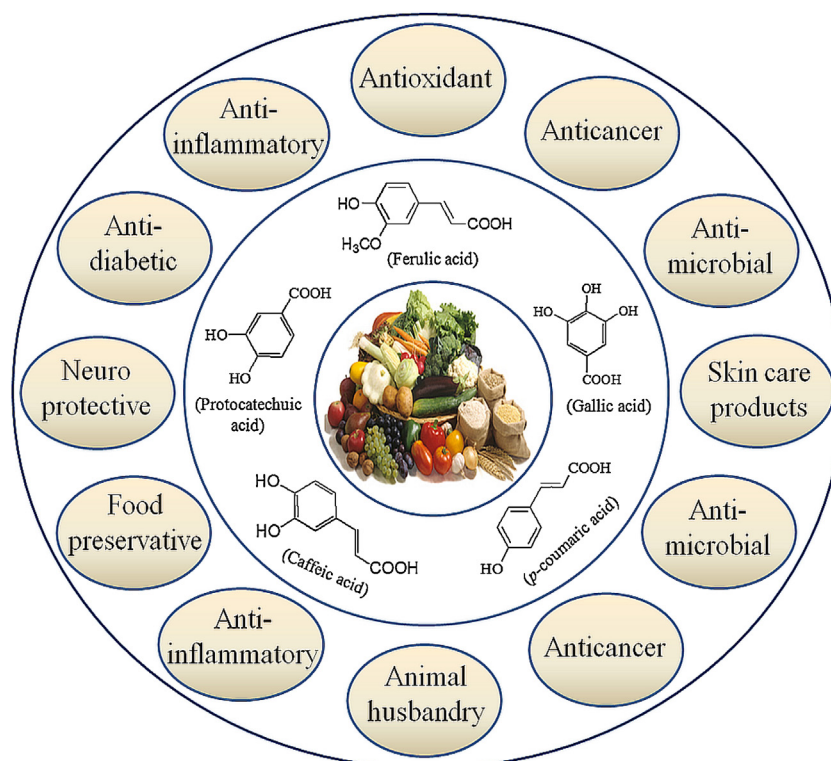 Antioxidant
Anticancer
Anti-
microbial
Skin care
products
Anti-
microbial
Anticancer
Animal
husbandry
Anti-
inflammatory
Food
preservative
Neuro
protective
Anti-
diabetic
Anti-
inflammatory
HO
H₃CO
COOH
(Ferulic acid)
OH
HO
OH
COOH
(Gallic acid)
COOH
HO
(p-coumaric acid)
HO
HO
COOH
(Caffeic acid)
COOH
HO
HO
(Protocatechuic
acid)